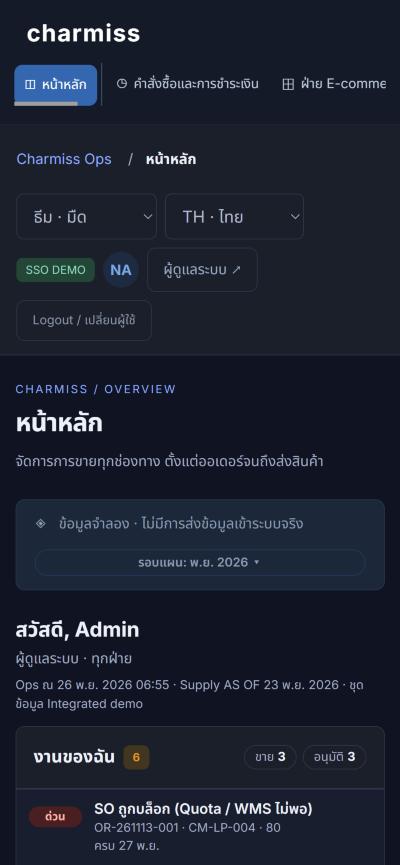 charmiss
หน้าหลัก
คำสั่งซื้อและการชำระเงิน
ฝ่าย E-comme
Charmiss Ops / หน้าหลัก
ธีม · มืด
TH · ไทย
SSO DEMO
NA
ผู้ดูแลระบบ ↗
Logout / เปลี่ยนผู้ใช้
CHARMISS / OVERVIEW
หน้าหลัก
จัดการการขายทุกช่องทาง ตั้งแต่ออเดอร์จนถึงส่งสินค้า
◈ ข้อมูลจำลอง · ไม่มีการส่งข้อมูลเข้าระบบจริง
รอบแผน: พ.ย. 2026 ▾
สวัสดี, Admin
ผู้ดูแลระบบ · ทุกฝ่าย
Ops ณ 26 พ.ย. 2026 06:55 · Supply AS OF 23 พ.ย. 2026 · ชุด
ข้อมูล Integrated demo
งานของฉัน 6
ขาย 3
อนุมัติ 3
ด่วน
SO ถูกบล็อก (Quota / WMS ไม่พอ)
OR-261113-001 · CM-LP-004 · 80
ครบ 27 พ.ย.